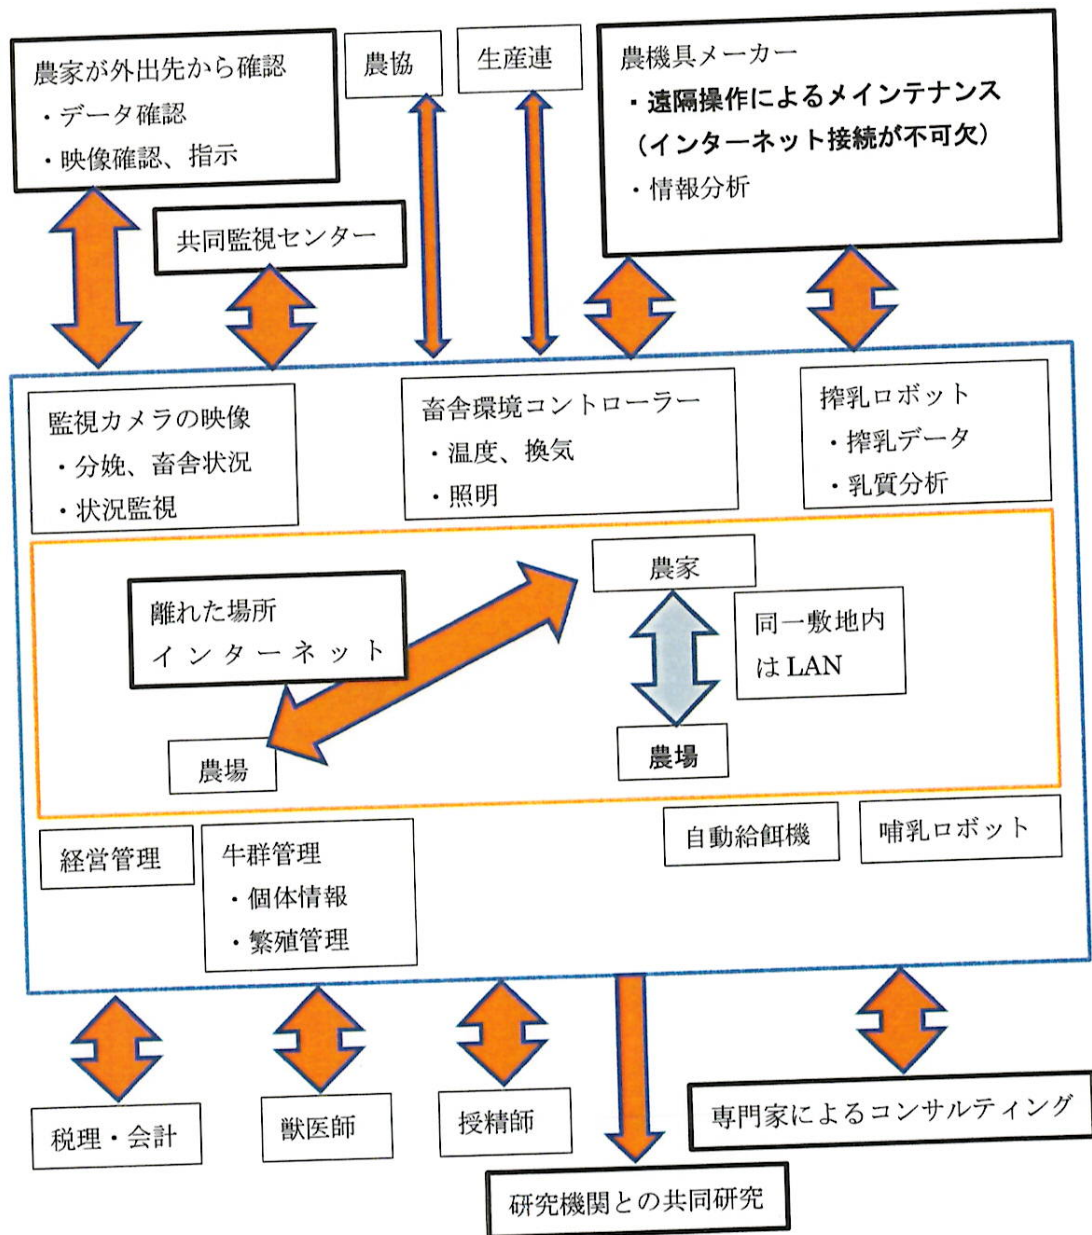 農家が外出先から確認
・データ確認
・映像確認、指示
農協
生産連
農機具メーカー
・遠隔操作によるメインテナンス
(インターネット接続が不可欠)
・情報分析
共同監視センター
監視カメラの映像
・分娩、畜舎状況
・状況監視
畜舎環境コントローラー
・温度、換気
・照明
搾乳ロボット
・搾乳データ
・乳質分析
離れた場所
インターネット
農家
同一敷地内
は LAN
農場
農場
経営管理
牛群管理
・個体情報
・繁殖管理
自動給餌機
哺乳ロボット
税理・会計
獣医師
授精師
専門家によるコンサルティング
研究機関との共同研究